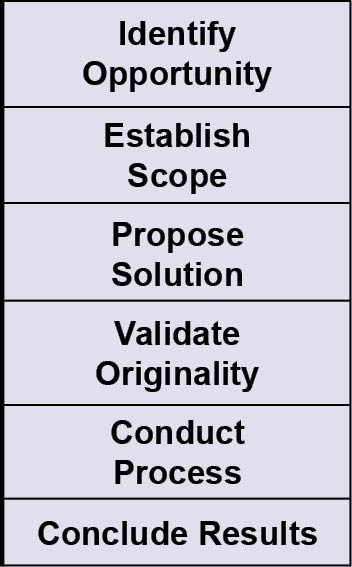 Identify
Opportunity
Establish
Scope
Propose
Solution
Validate
Originality
Conduct
Process
Conclude Results